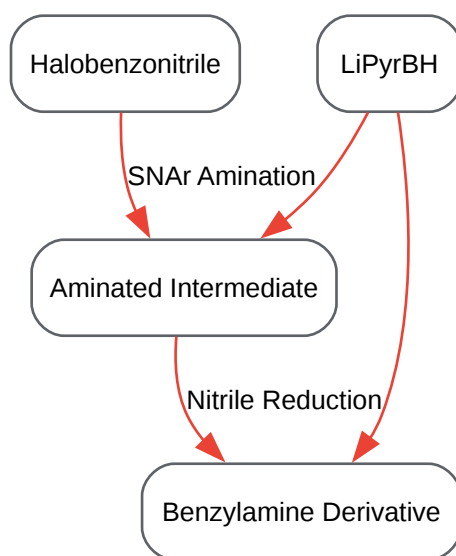 Halobenzonitrile
LiPyrBH
SNAr Amination
Aminated Intermediate
Nitrile Reduction
Benzylamine Derivative